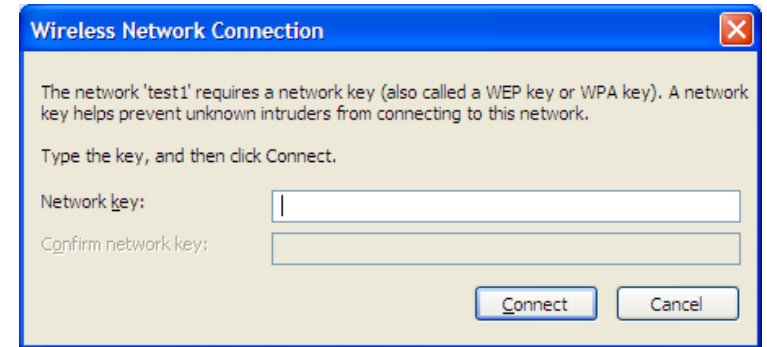 Wireless Network Connection
The network 'test1' requires a network key (also called a WEP key or WPA key). A network
key helps prevent unknown intruders from connecting to this network.
Type the key, and then click Connect.
Network key:
Confirm network key:
Connect Cancel